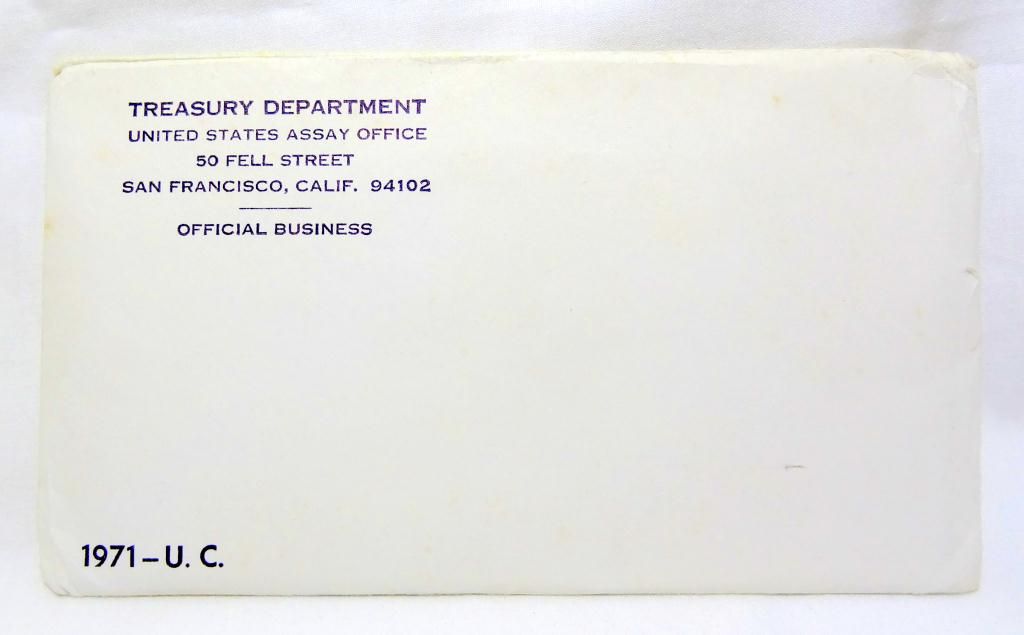 TREASURY DEPARTMENT
UNITED STATES ASSAY OFFICE
50 FELL STREET
SAN FRANCISCO, CALIF. 94102
OFFICIAL BUSINESS
1971–U. C.